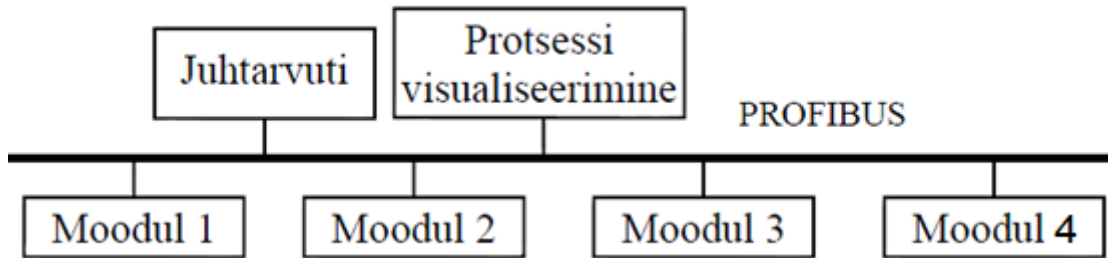 Juhtarvuti
Protsessi
visualiseerimine
PROFIBUS
Moodul 1
Moodul 2
Moodul 3
Moodul 4